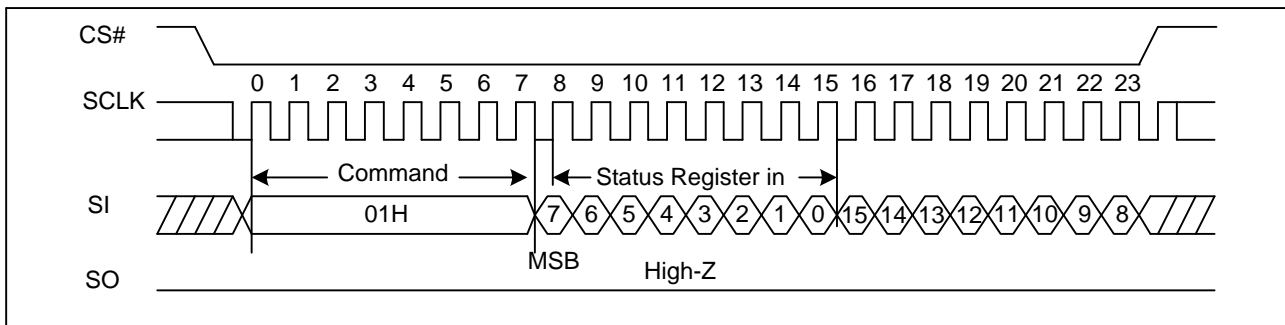 CS#
0 1 2 3 4 5 6 7 8 9 10 11 12 13 14 15 16 17 18 19 20 21 22 23
SCLK
Command
Status Register in
SI
01H
7 6 5 4 3 2 1 0 15 14 13 12 11 10 9 8
MSB
High-Z
SO